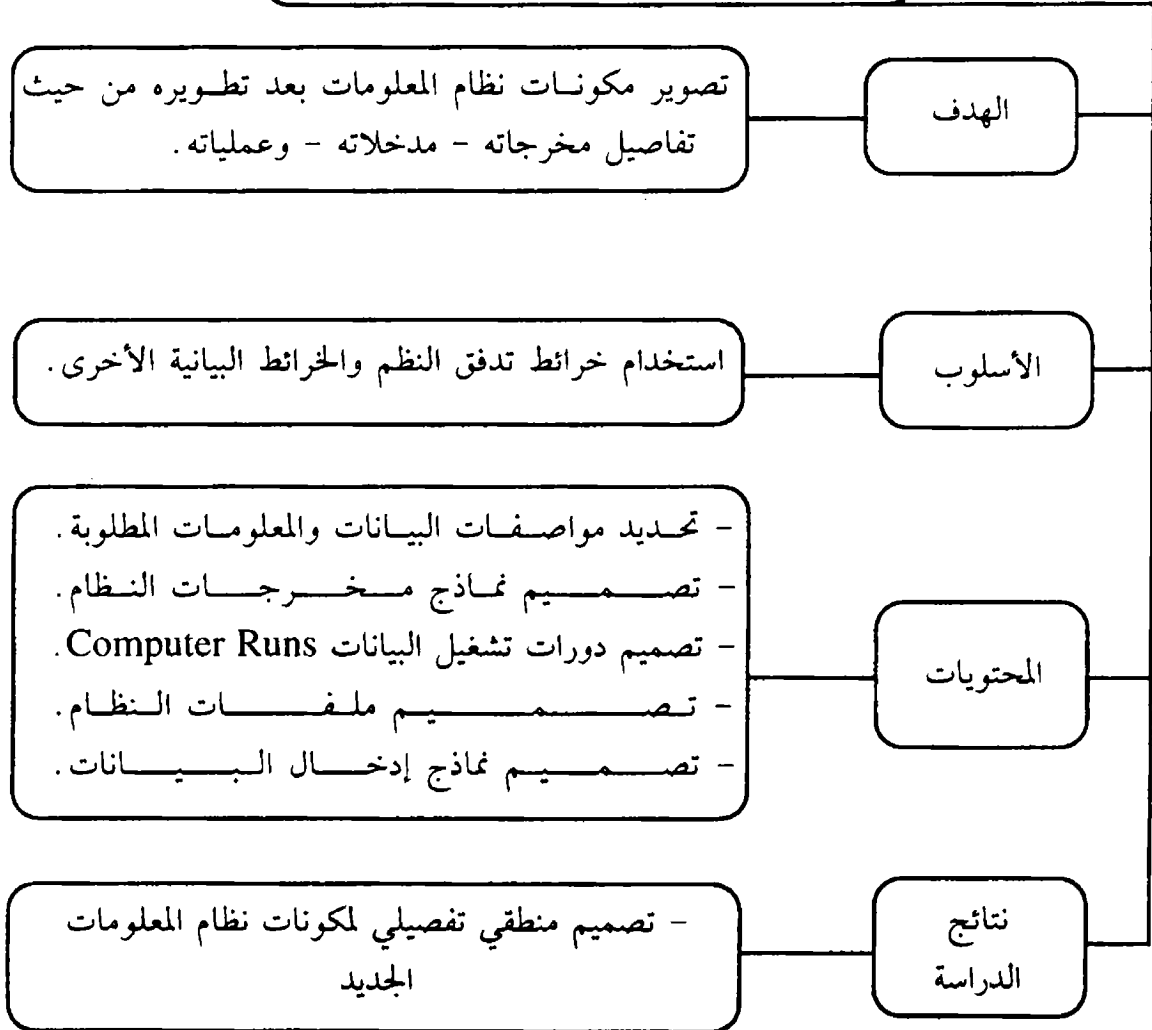 الهدف
تصوير مكونات نظام المعلومات بعد تطويره من حيث
تفاصيل مخرجاته - مدخلاته - وعملياته.
الأسلوب
استخدام خرائط تدفق النظم والخرائط البيانية الأخرى.
المحتويات
- تحديد مواصفات البيانات والمعلومات المطلوبة.
- تصميم نماذج مخرجات النظام.
- تصميم دورات تشغيل البيانات Computer Runs.
- تصميم ملفات النظام.
- تصميم نماذج إدخال البيانات.
نتائج
الدراسة
- تصميم منطقي تفصيلي لمكونات نظام المعلومات
الجديد